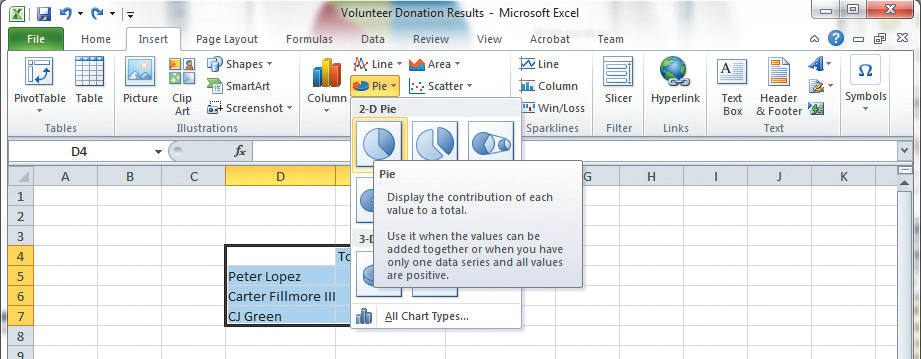 Volunteer Donation Results - Microsoft Excel
File Home Insert Page Layout Formulas Data Review View Acrobat Team
PivotTable Table Picture Clip Art Shapes SmartArt Screenshot Column Line Area Pie Scatter Line Column Win/Loss Slicer Hyperlink Text Box Header & Footer Symbols
Tables Illustrations Sparklines Filter Links Text
2-D Pie
D4 fx
Pie
Display the contribution of each
value to a total.
Use it when the values can be
added together or when you have
only one data series and all values
are positive.
3-D
All Chart Types...
A B C D G H I J K
1
2
3
4 To
5 Peter Lopez
6 Carter Fillmore III
7 CJ Green
8
9